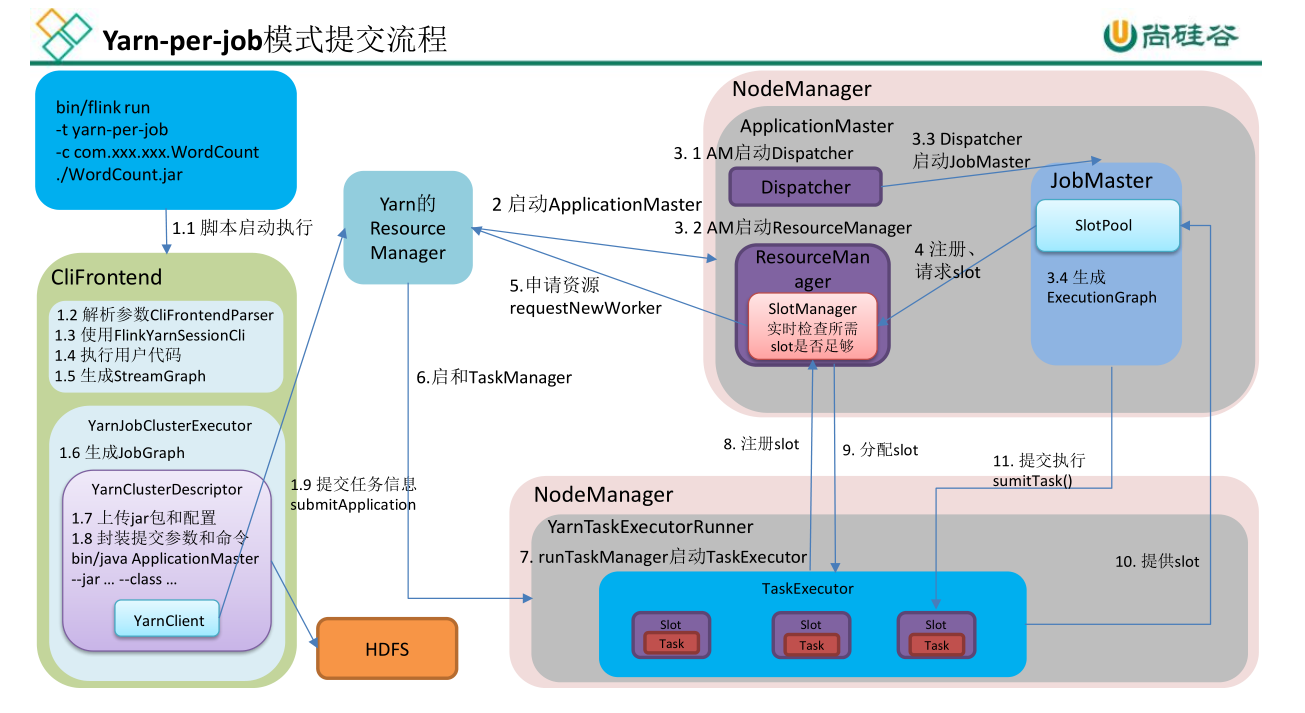 Yarn-per-job模式提交流程
尚硅谷
bin/flink run
-t yarn-per-job
-c com.xxx.xxx.WordCount
./WordCount.jar
1.1 脚本启动执行
CliFrontend
1.2 解析参数CliFrontendParser
1.3 使用FlinkYarnSessionCli
1.4 执行用户代码
1.5 生成StreamGraph
YarnJobClusterExecutor
1.6 生成JobGraph
YarnClusterDescriptor
1.7 上传jar包和配置
1.8 封装提交参数和命令
bin/java ApplicationMaster
--jar ... --class ...
YarnClient
HDFS
1.9 提交任务信息
submitApplication
Yarn的
Resource
Manager
2 启动ApplicationMaster
5.申请资源
requestNewWorker
6.启和TaskManager
NodeManager
ApplicationMaster
3. 1 AM启动Dispatcher
Dispatcher
3.3 Dispatcher
启动JobMaster
3. 2 AM启动ResourceManager
ResourceMan
ager
SlotManager
实时检查所需
slot是否足够
4 注册、
请求slot
JobMaster
SlotPool
3.4 生成
ExecutionGraph
8. 注册slot
9. 分配slot
11. 提交执行
sumitTask()
10. 提供slot
NodeManager
YarnTaskExecutorRunner
7. runTaskManager启动TaskExecutor
TaskExecutor
Slot
Task
Slot
Task
Slot
Task